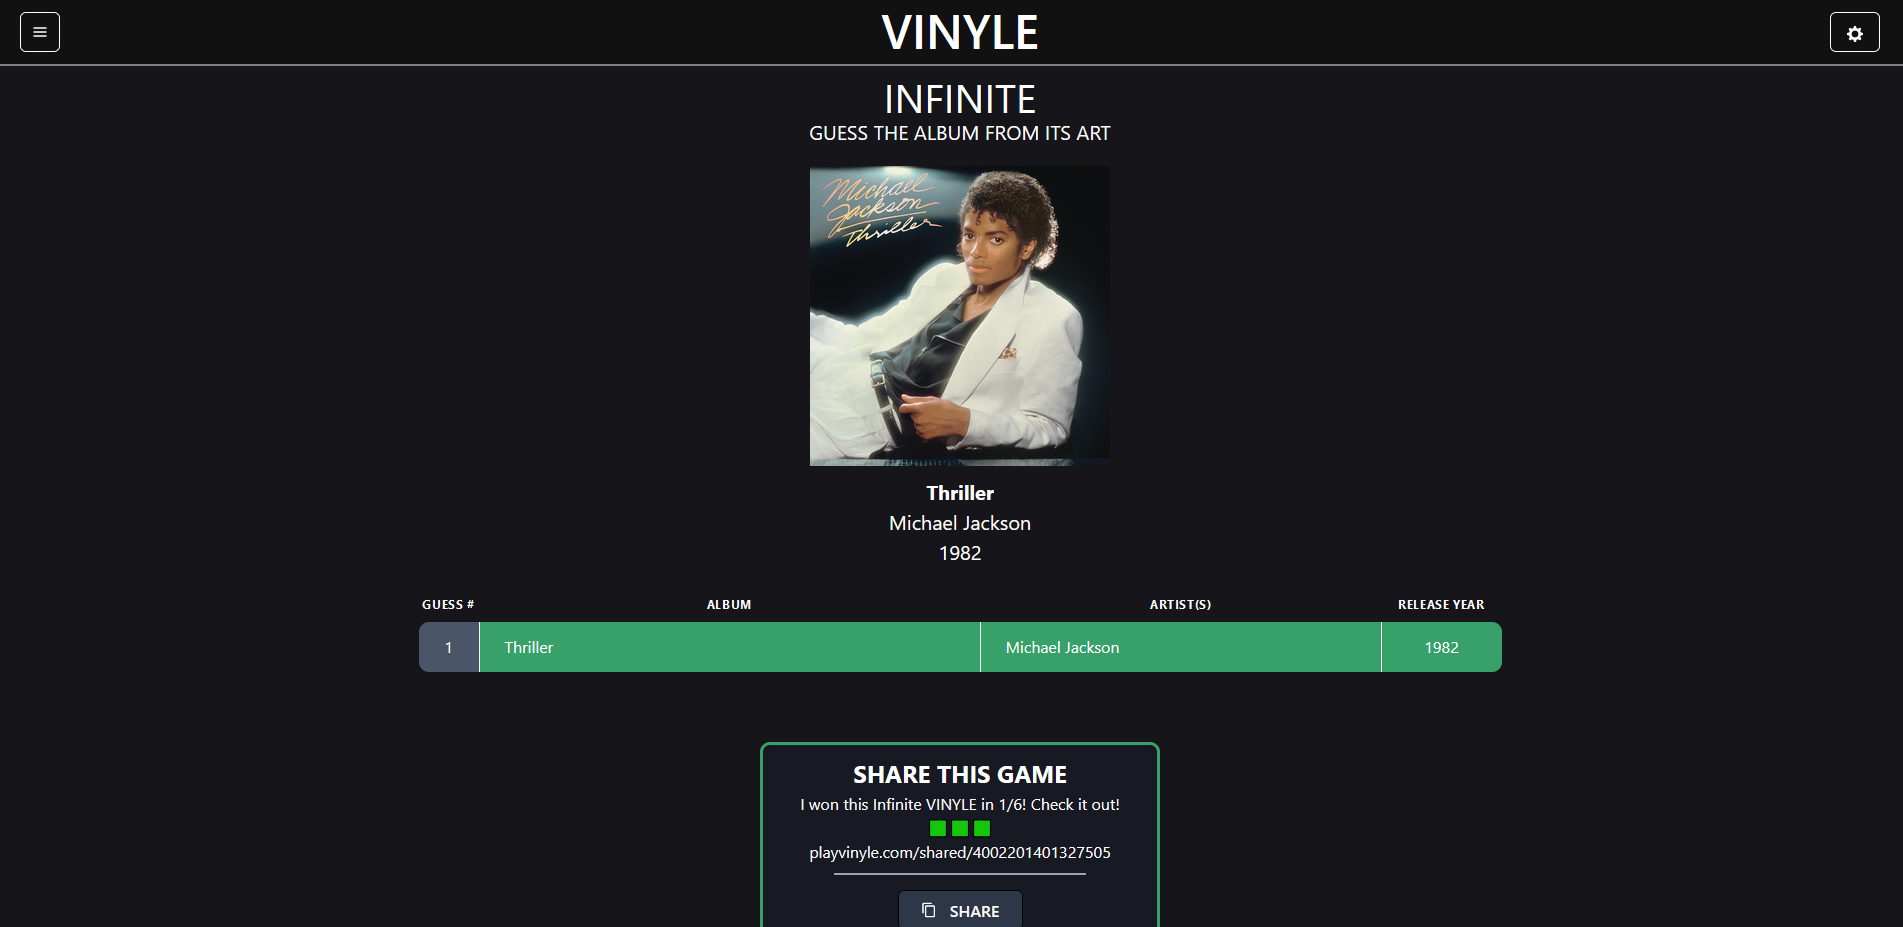 VINYLE
INFINITE
GUESS THE ALBUM FROM ITS ART
Michael
Jackson
Thriller
Thriller
Michael Jackson
1982
GUESS # ALBUM ARTIST(S) RELEASE YEAR
1 Thriller Michael Jackson 1982
SHARE THIS GAME
I won this Infinite VINYLE in 1/6! Check it out!
playvinyle.com/shared/4002201401327505
SHARE